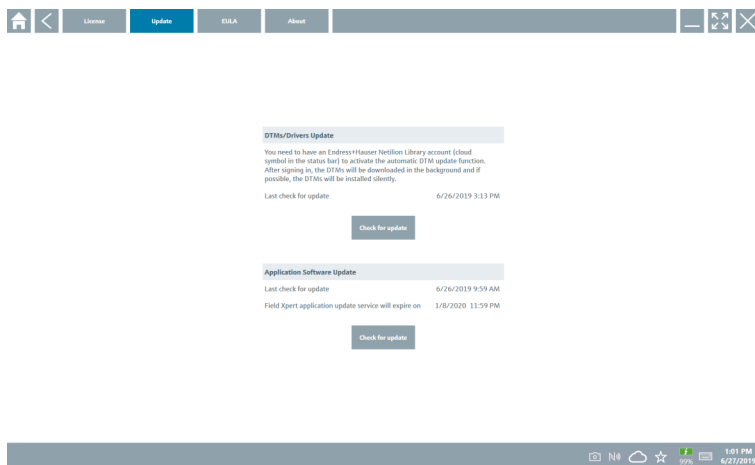 License
Update
EULA
About
DTMs/Drivers Update
You need to have an Endress+Hauser Netilion Library account (cloud
symbol in the status bar) to activate the automatic DTM update function.
After signing in, the DTMs will be downloaded in the background and if
possible, the DTMs will be installed silently.
Last check for update 6/26/2019 3:13 PM
Check for update
Application Software Update
Last check for update 6/26/2019 9:59 AM
Field Xpert application update service will expire on 1/8/2020 11:59 PM
Check for update
99%
1:01 PM
6/27/2019